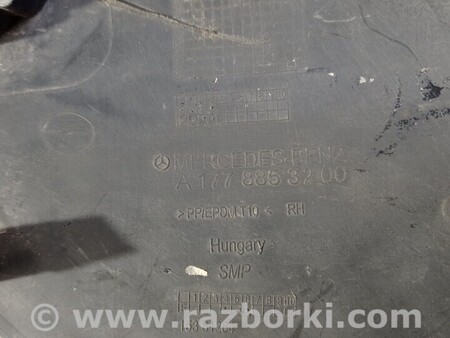 MERCEDES-BENZ
A 177 885 32 00
>PP/EPDM-T10< RH
Hungary
SMP
www.razborki.com